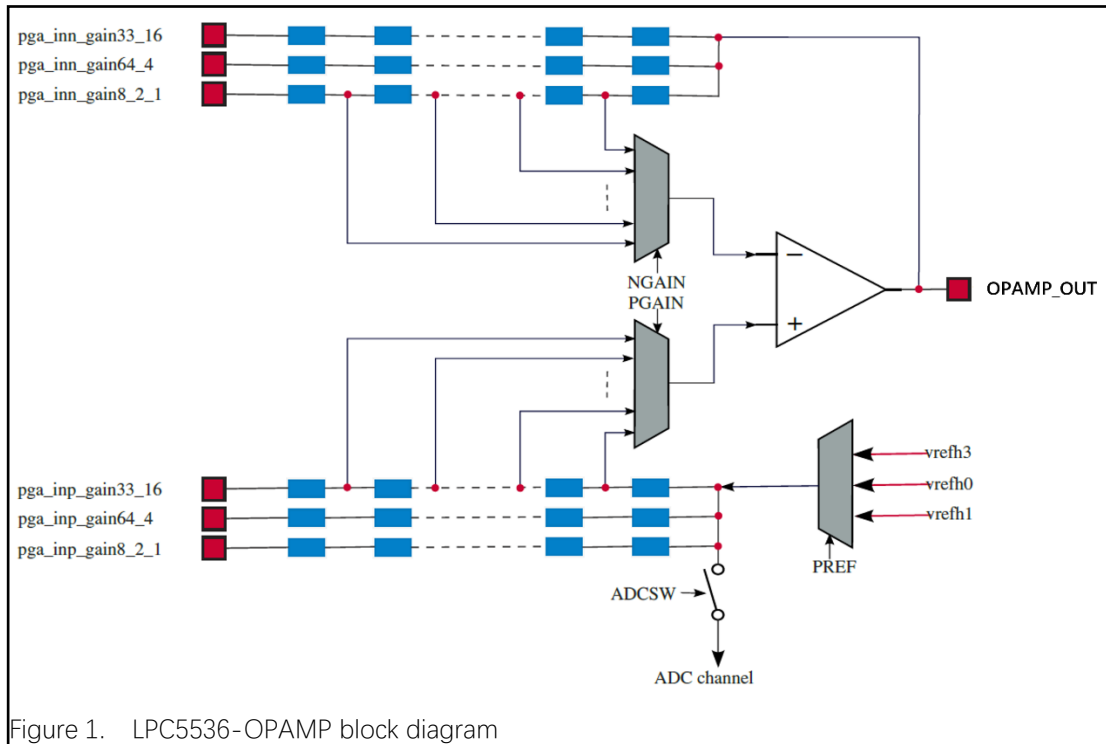 pga_inn_gain33_16
pga_inn_gain64_4
pga_inn_gain8_2_1
NGAIN
PGAIN
−
+
OPAMP_OUT
pga_inp_gain33_16
pga_inp_gain64_4
pga_inp_gain8_2_1
vrefh3
vrefh0
vrefh1
PREF
ADCSW
ADC channel
Figure 1. LPC5536-OPAMP block diagram